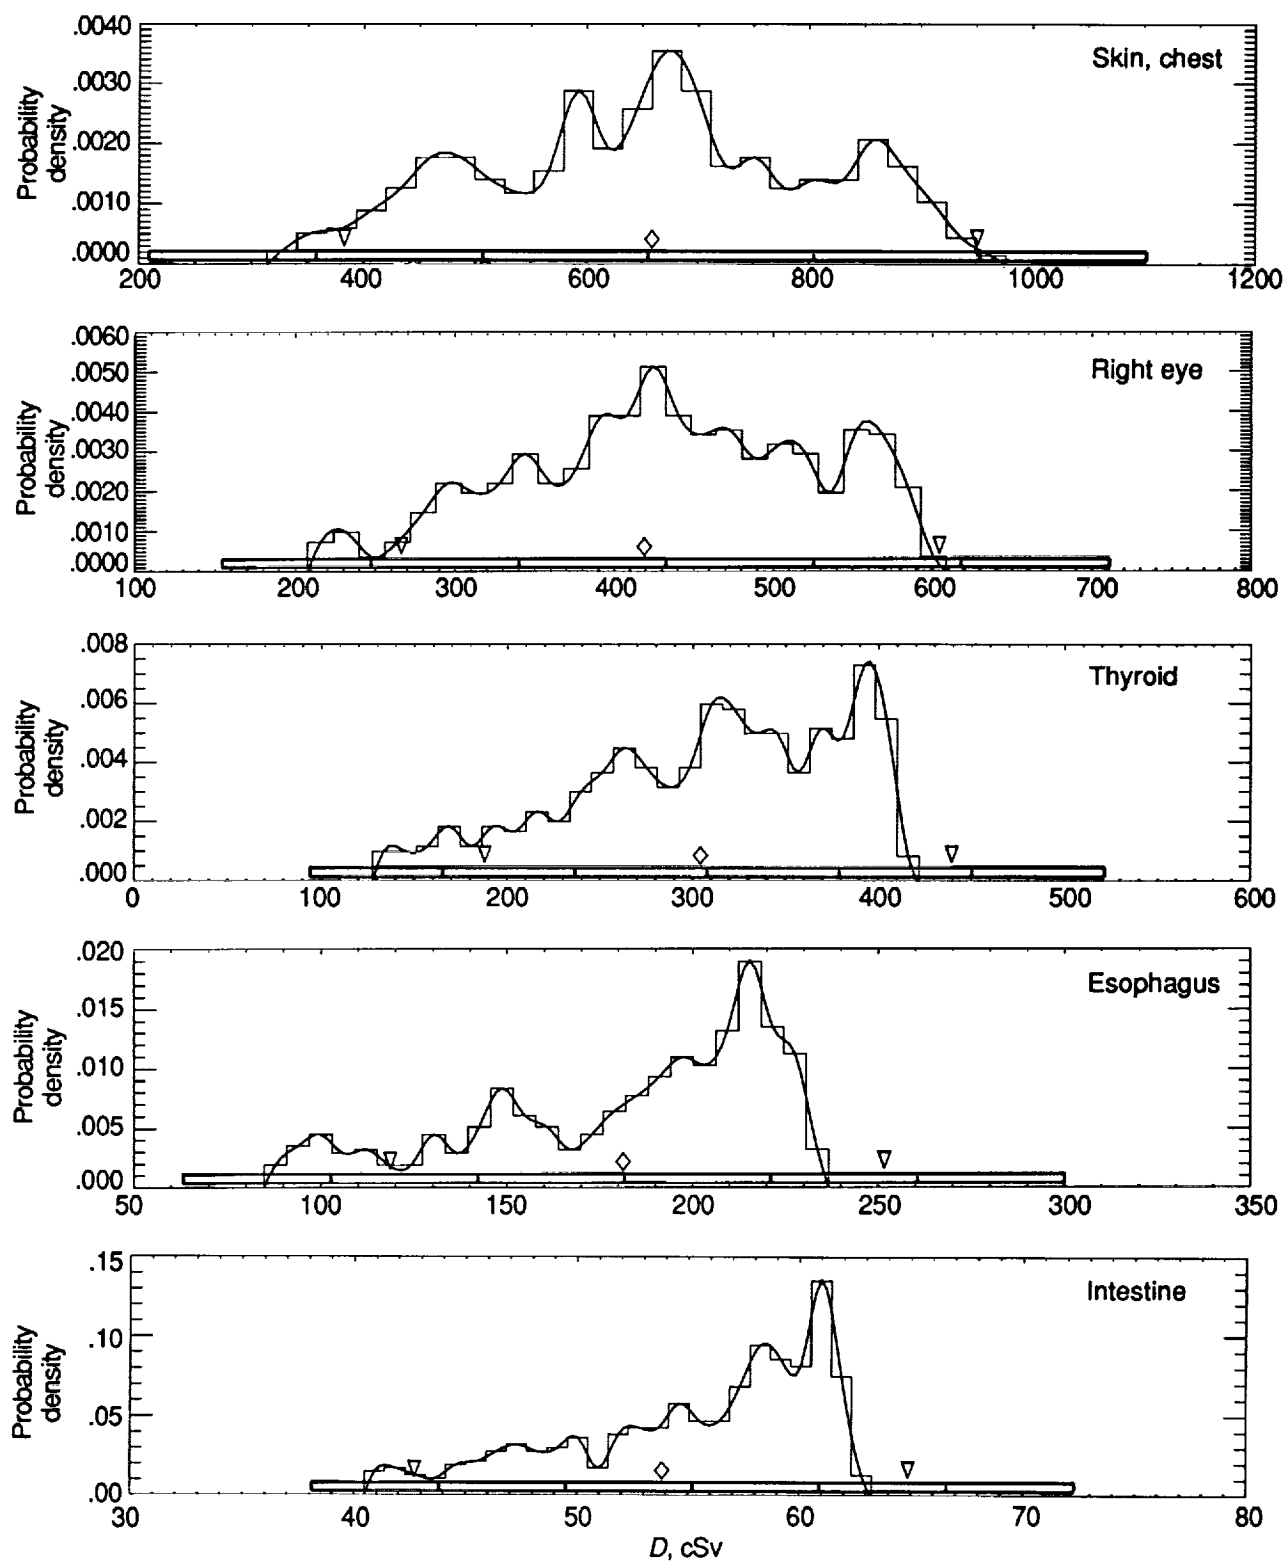 .0040
.0030
.0020
.0010
.0000
Probability
density
Skin, chest
200 400 600 800 1000 1200
.0060
.0050
.0040
.0030
.0020
.0010
.0000
Probability
density
Right eye
100 200 300 400 500 600 700 800
.008
.006
.004
.002
.000
Probability
density
Thyroid
0 100 200 300 400 500 600
.020
.015
.010
.005
.000
Probability
density
Esophagus
50 100 150 200 250 300 350
.15
.10
.05
.00
Probability
density
Intestine
30 40 50 60 70 80
D, cSv